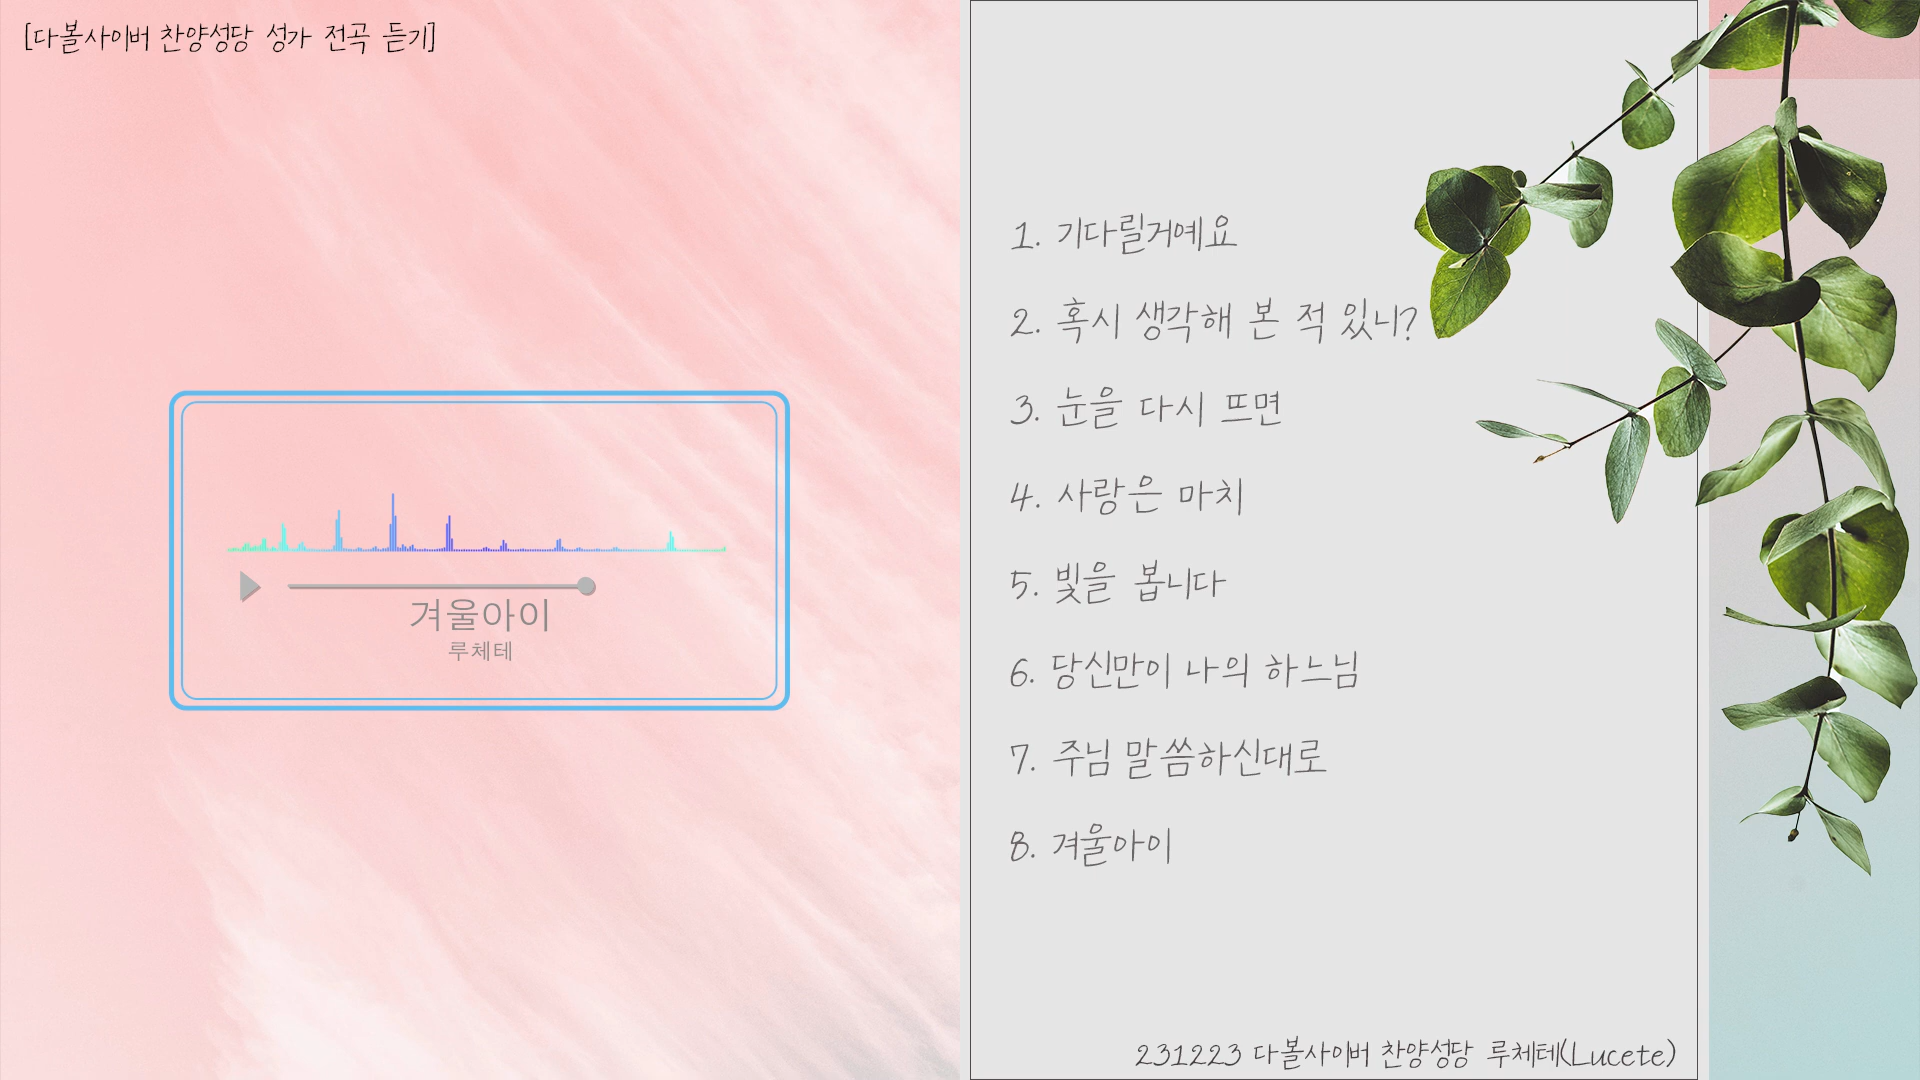 [다볼사이버 찬양성당 성가 전곡 듣기]
겨울아이
루체테
1. 기다릴거예요
2. 혹시 생각해 본 적 있니?
3. 눈을 다시 뜨면
4. 사랑은 마치
5. 빛을 봅니다
6. 당신만이 나의 하느님
7. 주님 말씀하신대로
8. 겨울아이
231223 다볼사이버 찬양성당 루체테(Lucete)